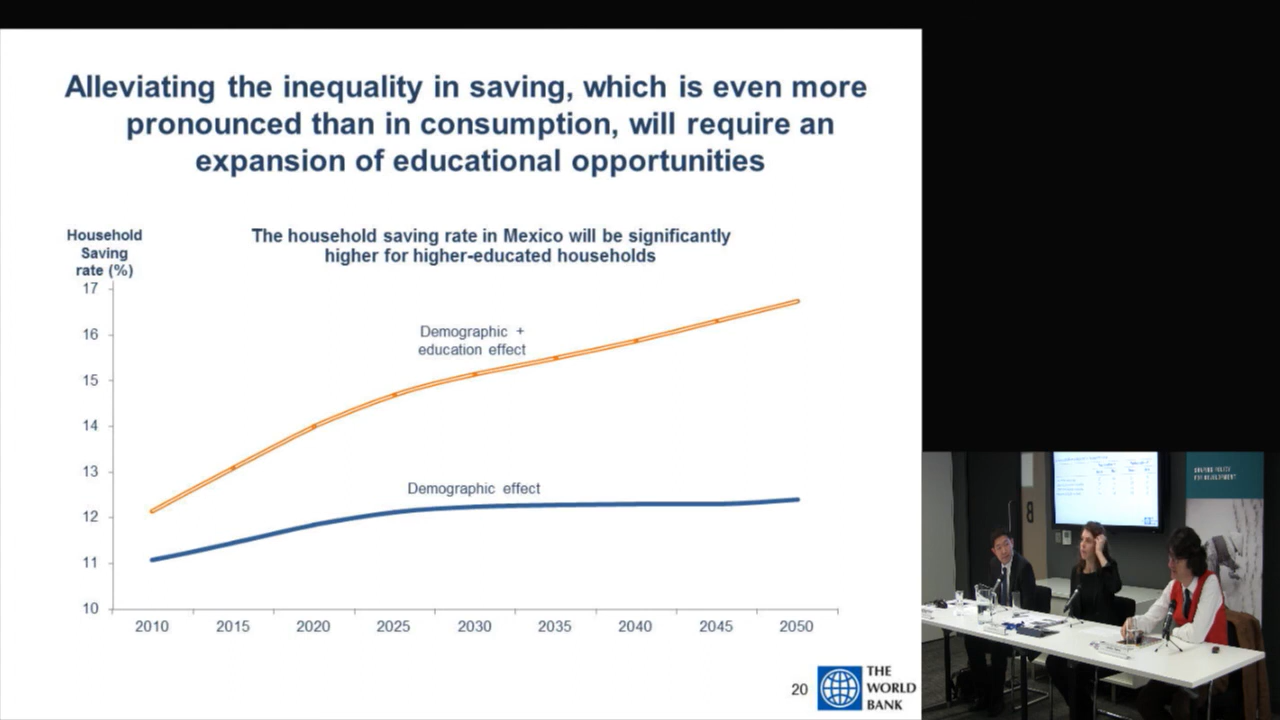 Alleviating the inequality in saving, which is even more
pronounced than in consumption, will require an
expansion of educational opportunities
Household
Saving
rate (%)
The household saving rate in Mexico will be significantly
higher for higher-educated households
17
16
15
14
13
12
11
10
Demographic +
education effect
Demographic effect
2010 2015 2020 2025 2030 2035 2040 2045 2050
20
THE
WORLD
BANK
B